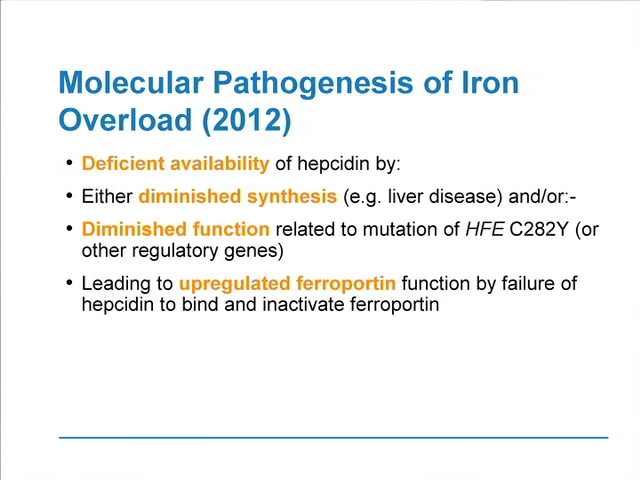 Molecular Pathogenesis of Iron
Overload (2012)
• Deficient availability of hepcidin by:
• Either diminished synthesis (e.g. liver disease) and/or:-
• Diminished function related to mutation of HFE C282Y (or
other regulatory genes)
• Leading to upregulated ferroportin function by failure of
hepcidin to bind and inactivate ferroportin